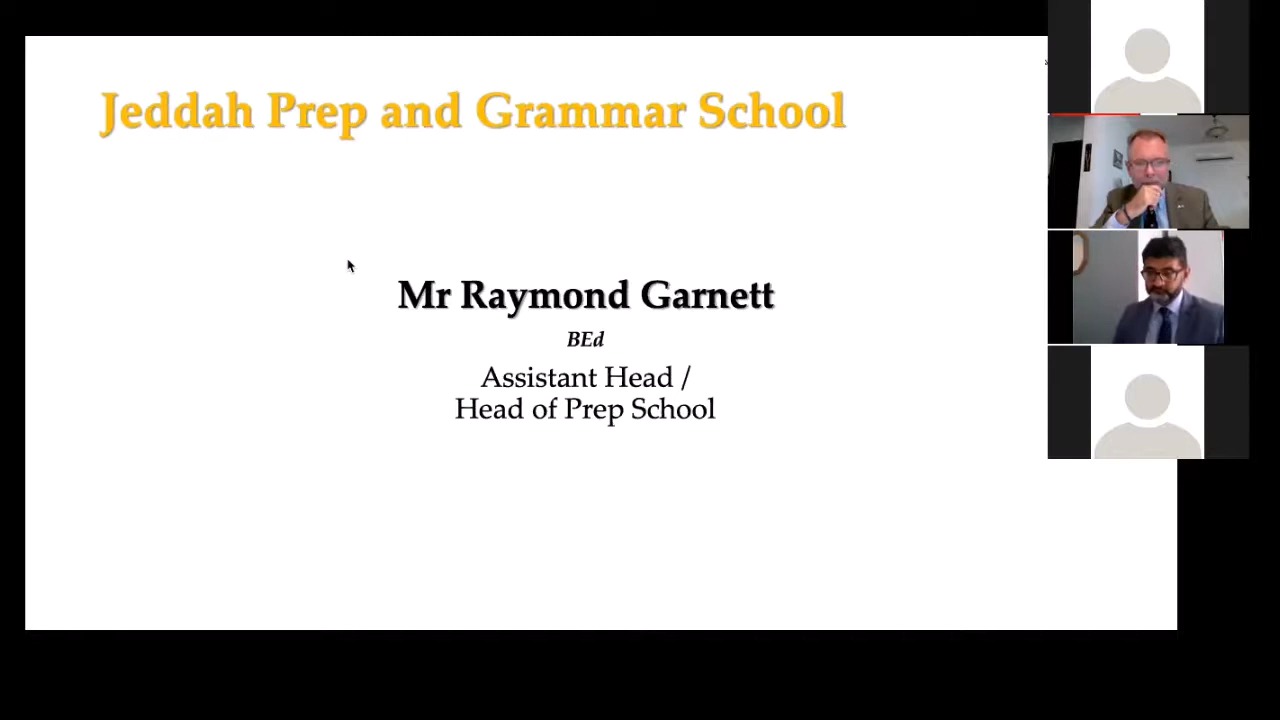 Jeddah Prep and Grammar School
Mr Raymond Garnett
BEd
Assistant Head /
Head of Prep School